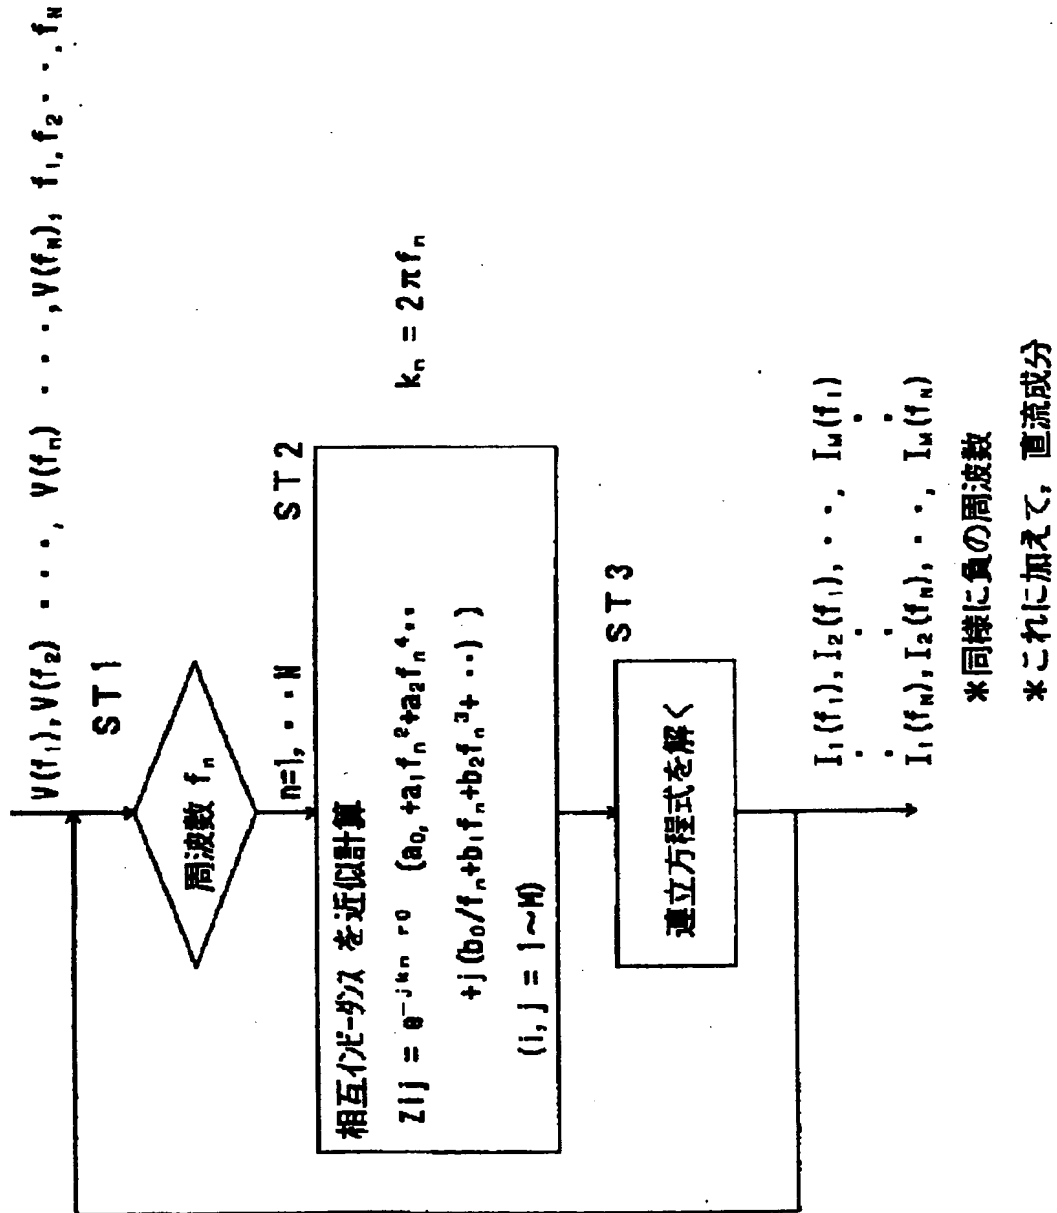 V(f₁),V(f₂) ・・・, V(fₙ) ・・・,V(f_N), f₁,f₂・・,f_N
ST1
周波数 fₙ
n=1,・・N
ST2
相互インピーダンス を近似計算
Zij = e^{-jkₙ r0} (a₀,+a₁fₙ²+a₂fₙ⁴..
+j(b₀/fₙ+b₁fₙ+b₂fₙ³+ ..) )
(i,j = 1~M)
kₙ = 2πfₙ
ST3
連立方程式を解く
I₁(f₁),I₂(f₁),・・, I_M(f₁)
・ ・ ・
I₁(f_N),I₂(f_N),・・, I_M(f_N)
*同様に負の周波数
*これに加えて, 直流成分